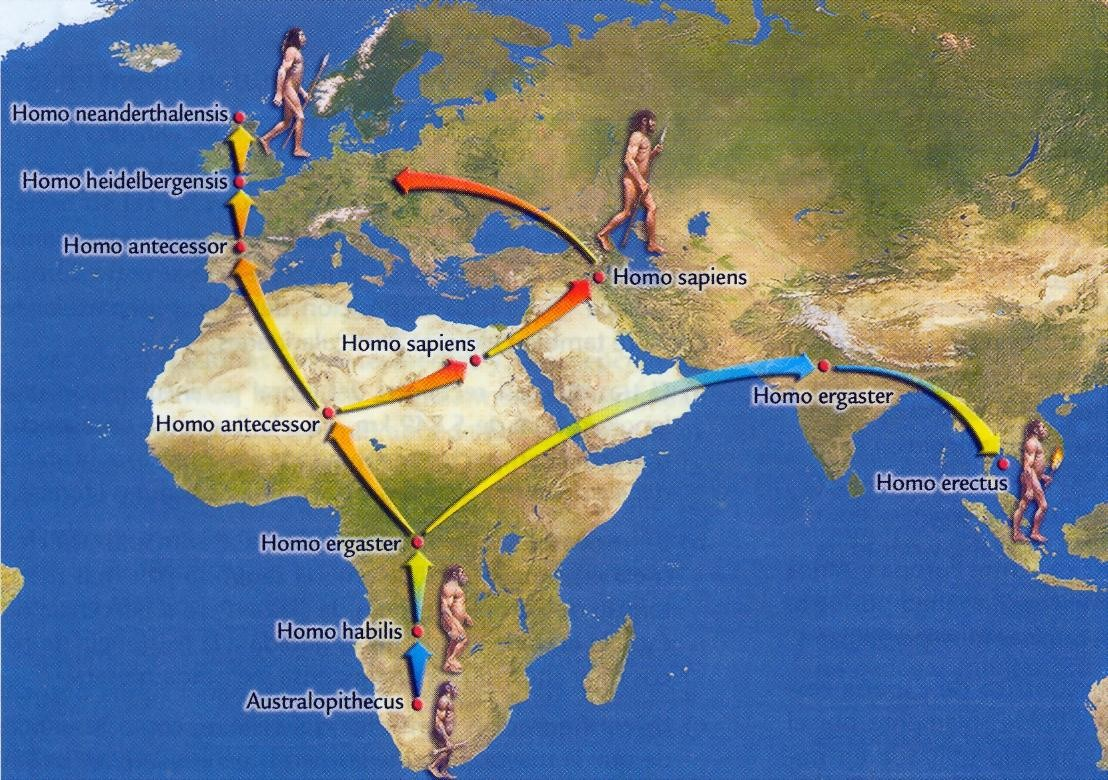 Homo neanderthalensis
Homo heidelbergensis
Homo antecessor
Homo sapiens
Homo sapiens
Homo ergaster
Homo antecessor
Homo erectus
Homo ergaster
Homo habilis
Australopithecus